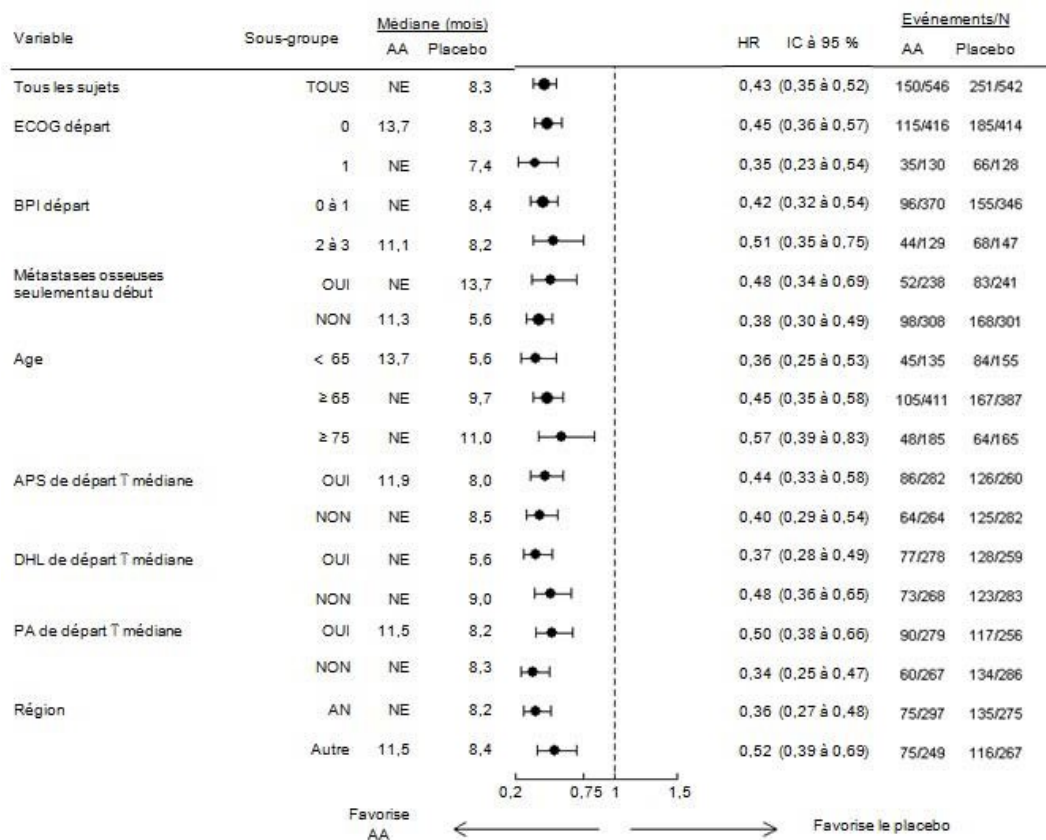 Variable Sous-groupe Médiane (mois) HR IC à 95 % Evénements/N
AA Placebo AA Placebo
Tous les sujets TOUS NE 8,3 0,43 (0,35 à 0,52) 150/546 251/542
ECOG départ 0 13,7 8,3 0,45 (0,36 à 0,57) 115/416 185/414
1 NE 7,4 0,35 (0,23 à 0,54) 35/130 66/128
BPI départ 0 à 1 NE 8,4 0,42 (0,32 à 0,54) 96/370 155/346
2 à 3 11,1 8,2 0,51 (0,35 à 0,75) 44/129 68/147
Métastases osseuses
seulement au début OUI NE 13,7 0,48 (0,34 à 0,69) 52/238 83/241
NON 11,3 5,6 0,38 (0,30 à 0,49) 98/308 168/301
Age < 65 13,7 5,6 0,36 (0,25 à 0,53) 45/135 84/155
≥ 65 NE 9,7 0,45 (0,35 à 0,58) 105/411 167/387
≥ 75 NE 11,0 0,57 (0,39 à 0,83) 48/185 64/165
APS de départ T médiane OUI 11,9 8,0 0,44 (0,33 à 0,58) 86/282 126/260
NON NE 8,5 0,40 (0,29 à 0,54) 64/264 125/282
DHL de départ T médiane OUI NE 5,6 0,37 (0,28 à 0,49) 77/278 128/259
NON NE 9,0 0,48 (0,36 à 0,65) 73/268 123/283
PA de départ T médiane OUI 11,5 8,2 0,50 (0,38 à 0,66) 90/279 117/256
NON NE 8,3 0,34 (0,25 à 0,47) 60/267 134/286
Région AN NE 8,2 0,36 (0,27 à 0,48) 75/297 135/275
Autre 11,5 8,4 0,52 (0,39 à 0,69) 75/249 116/267
0,2 0,75 1 1,5
Favorise
AA Favorise le placebo